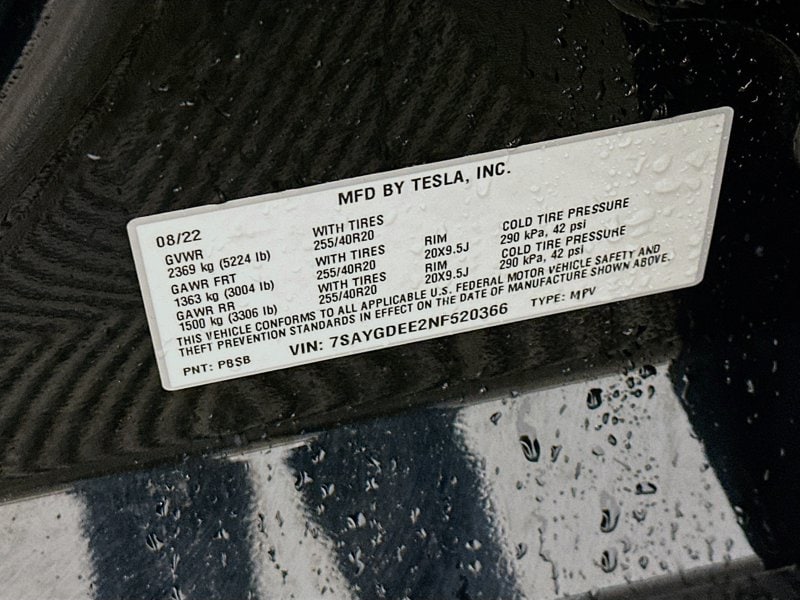 MFD BY TESLA, INC.
08/22
GVWR WITH TIRES RIM COLD TIRE PRESSURE
2369 kg (5224 lb) 255/40R20 20X9.5J 290 kPa, 42 psi
GAWR FRT WITH TIRES RIM COLD TIRE PRESSURE
1363 kg (3004 lb) 255/40R20 20X9.5J 290 kPa, 42 psi
GAWR RR WITH TIRES
1500 kg (3306 lb) 255/40R20
THIS VEHICLE CONFORMS TO ALL APPLICABLE U.S. FEDERAL MOTOR VEHICLE SAFETY AND
THEFT PREVENTION STANDARDS IN EFFECT ON THE DATE OF MANUFACTURE SHOWN ABOVE.
PNT: PBSB VIN: 7SAYGDEE2NF520366 TYPE: MPV